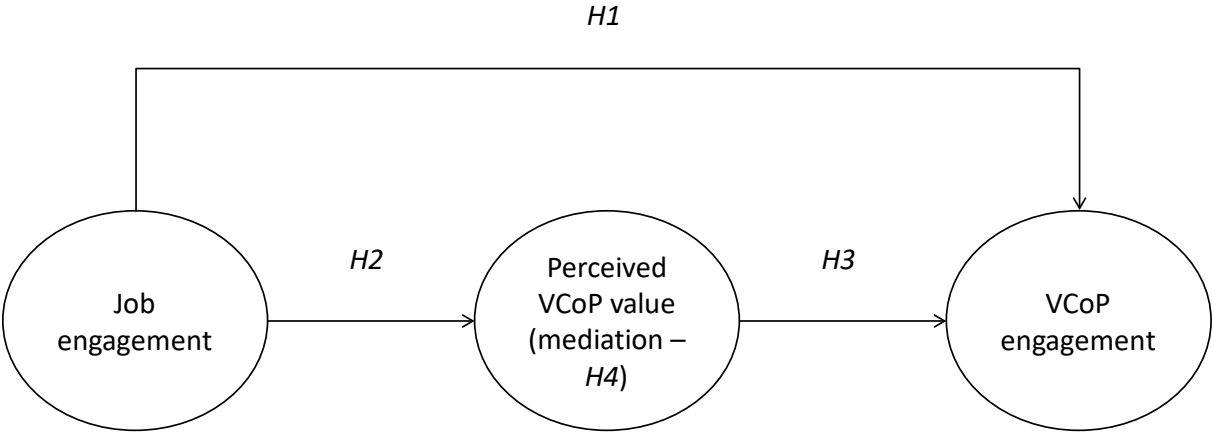 H1
H2
H3
Job
engagement
Perceived
VCoP value
(mediation –
H4)
VCoP
engagement